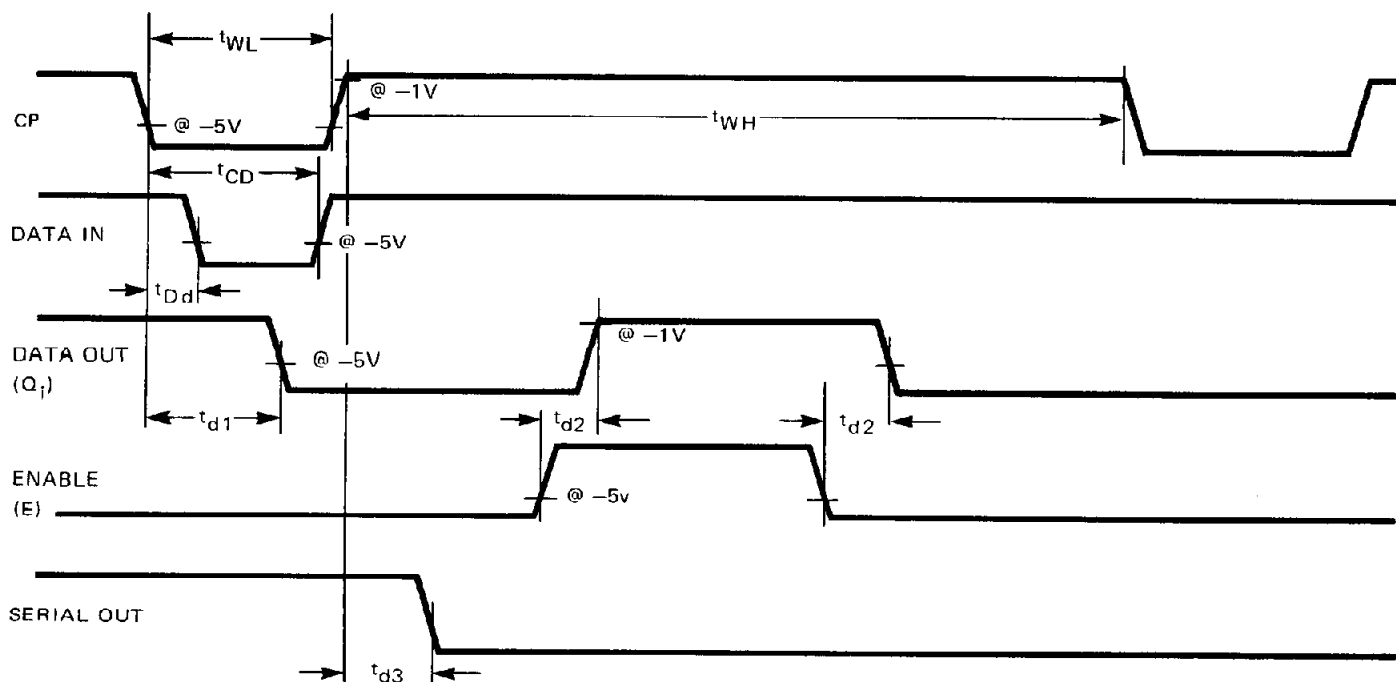 tWL
@ −1V
CP
@ −5V
tWH
tCD
DATA IN
@ −5V
tDd
@ −1V
DATA OUT
(Qi)
@ −5V
td1
td2
td2
ENABLE
(E)
@ −5v
SERIAL OUT
td3